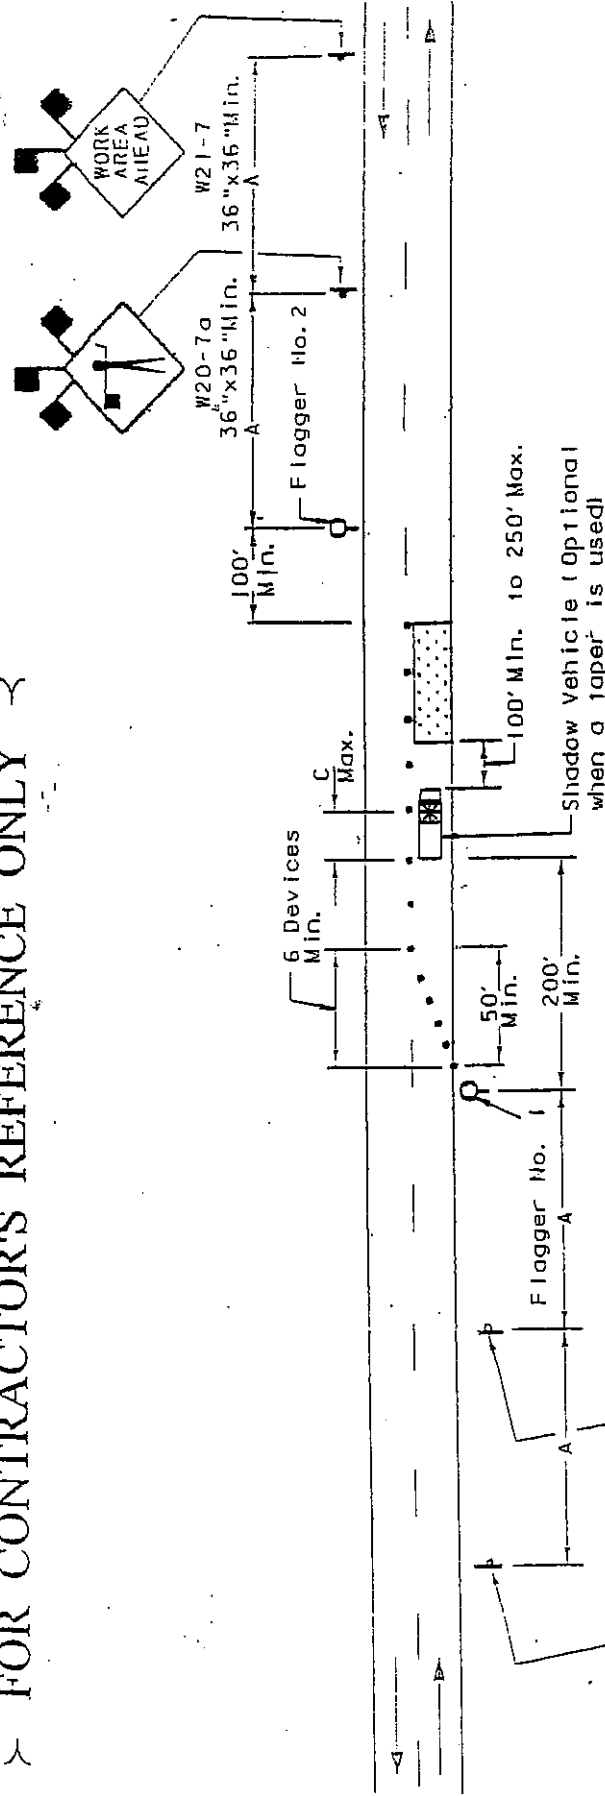 FOR CONTRACTOR'S REFERENCE ONLY
WORK
AREA
AHEAD
W21-7
36"x36"Min.
A
W20-7a
36"x36"Min.
A
Flagger No. 2
100'
Min.
C
Max.
6 Devices
Min.
100' Min. to 250' Max.
Shadow Vehicle (Optional
when a taper is used)
50'
Min.
200'
Min.
Flagger No. 1
A
A